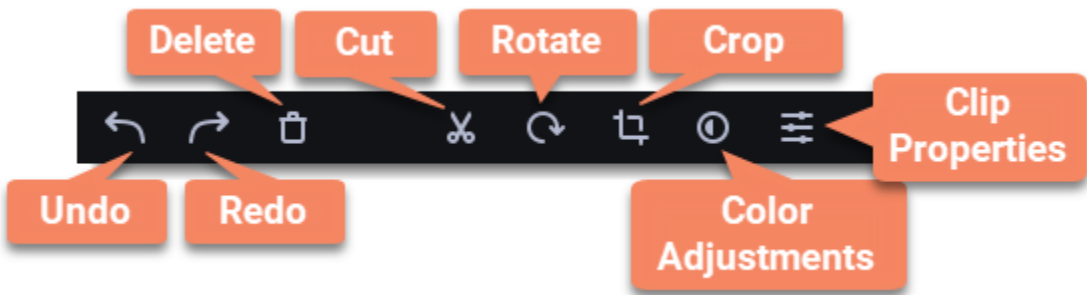 Delete
Cut
Rotate
Crop
Clip
Properties
Undo
Redo
Color
Adjustments